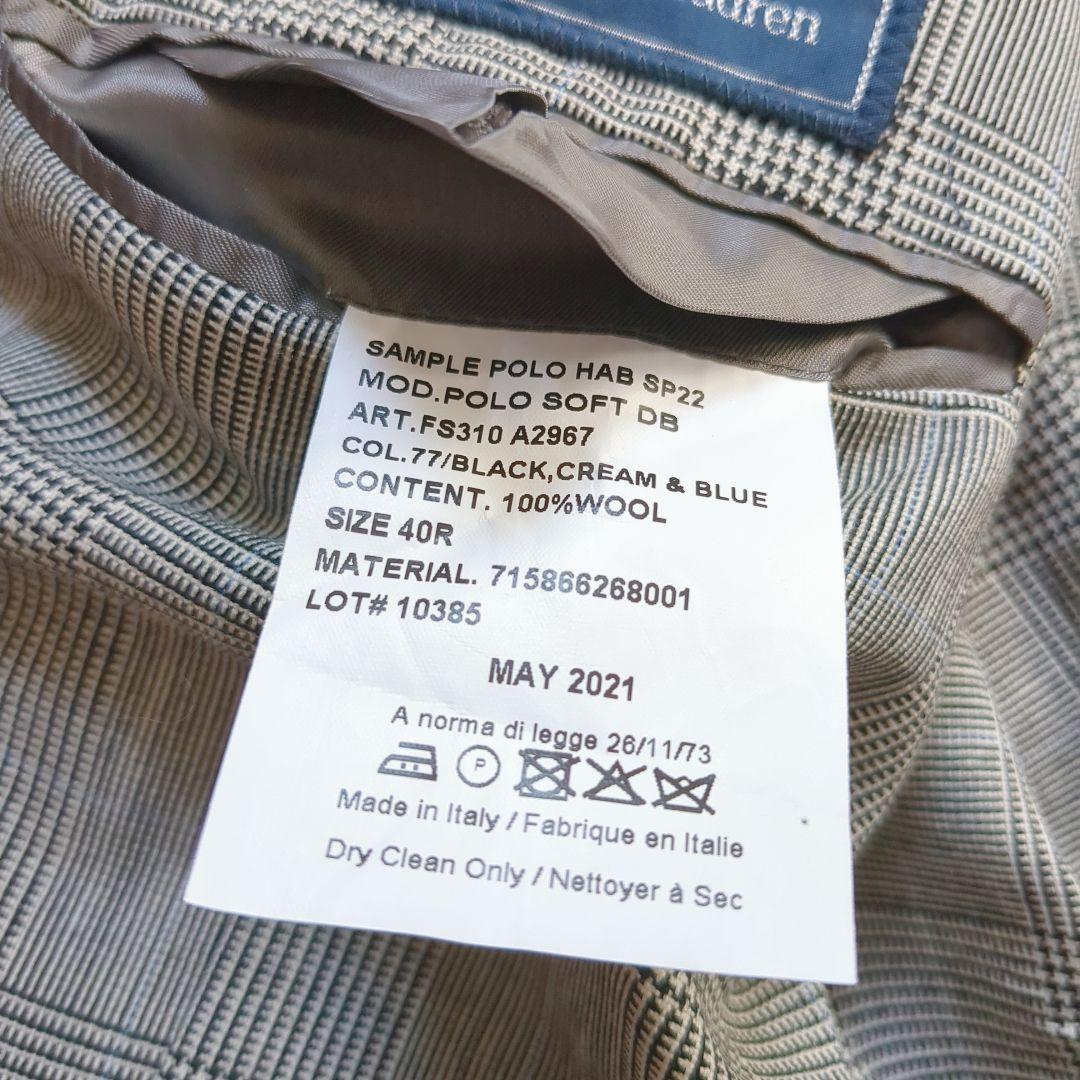 auren
SAMPLE POLO HAB SP22
MOD.POLO SOFT DB
ART.FS310 A2967
COL.77/BLACK,CREAM & BLUE
CONTENT. 100%WOOL
SIZE 40R
MATERIAL. 715866268001
LOT# 10385
MAY 2021
A norma di legge 26/11/73
P
Made in Italy / Fabrique en Italie
Dry Clean Only / Nettoyer à Sec